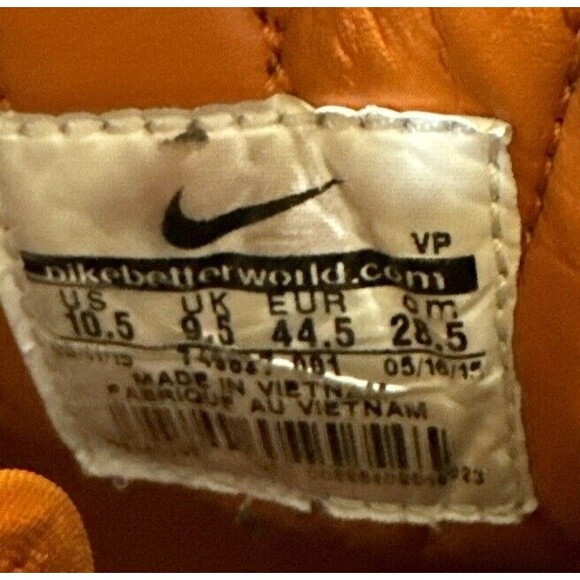 VP
nikebetterworld.com
US UK EUR cm
10.5 9.5 44.5 28.5
001 05/16/15
MADE IN VIETNAM
FABRIQUE AU VIETNAM